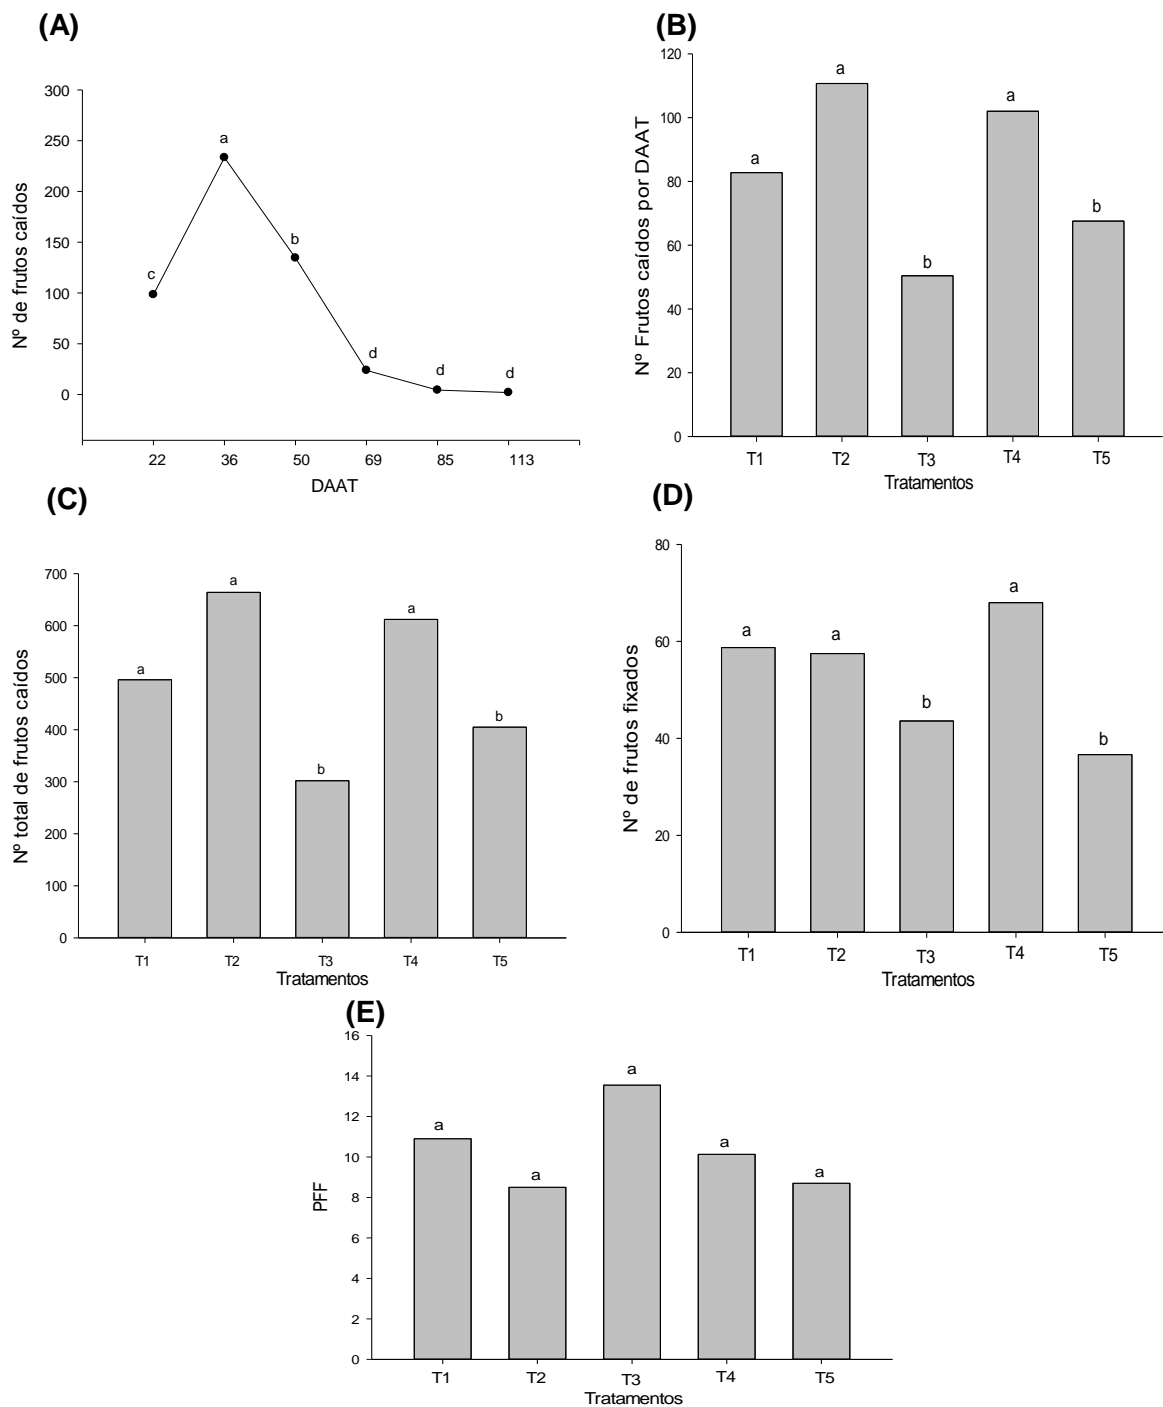 (A)
300
250
200
150
100
50
0
Nº de frutos caídos
c
a
b
d
d
d
22 36 50 69 85 113
DAAT
(B)
120
100
80
60
40
20
0
Nº Frutos caídos por DAAT
a
a
b
a
b
T1 T2 T3 T4 T5
Tratamentos
(C)
700
600
500
400
300
200
100
0
Nº total de frutos caídos
a
a
b
a
b
T1 T2 T3 T4 T5
Tratamentos
(D)
80
60
40
20
0
Nº de frutos fixados
a
a
b
a
b
T1 T2 T3 T4 T5
Tratamentos
(E)
16
14
12
10
8
6
4
2
0
PFF
a
a
a
a
a
T1 T2 T3 T4 T5
Tratamentos